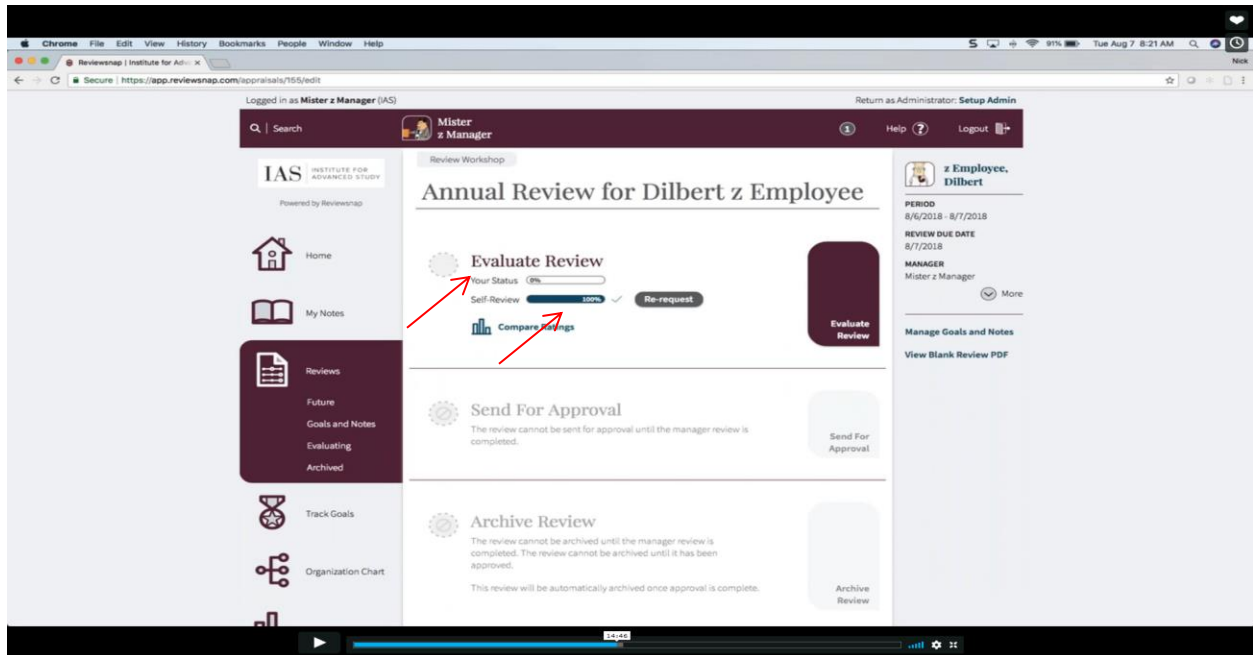 Chrome File Edit View History Bookmarks People Window Help
91% Tue Aug 7 8:21 AM
Reviewsnap | Institute for Adv
Nick
Secure https://app.reviewsnap.com/appraisals/155/edit
Logged in as Mister z Manager (IAS)
Return as Administrator: Setup Admin
Search
Mister
z Manager
1
Help ?
Logout
IAS INSTITUTE FOR
ADVANCED STUDY
Powered by Reviewsnap
Home
My Notes
Reviews
Future
Goals and Notes
Evaluating
Archived
Track Goals
Organization Chart
Review Workshop
Annual Review for Dilbert z Employee
Evaluate Review
Your Status 0%
Self-Review 100% Re-request
Compare Ratings
Evaluate
Review
Send For Approval
The review cannot be sent for approval until the manager review is
completed.
Send For
Approval
Archive Review
The review cannot be archived until the manager review is
completed. The review cannot be archived until it has been
approved.
This review will be automatically archived once approval is complete.
Archive
Review
z Employee,
Dilbert
PERIOD
8/6/2018 - 8/7/2018
REVIEW DUE DATE
8/7/2018
MANAGER
Mister z Manager
More
Manage Goals and Notes
View Blank Review PDF
14:46